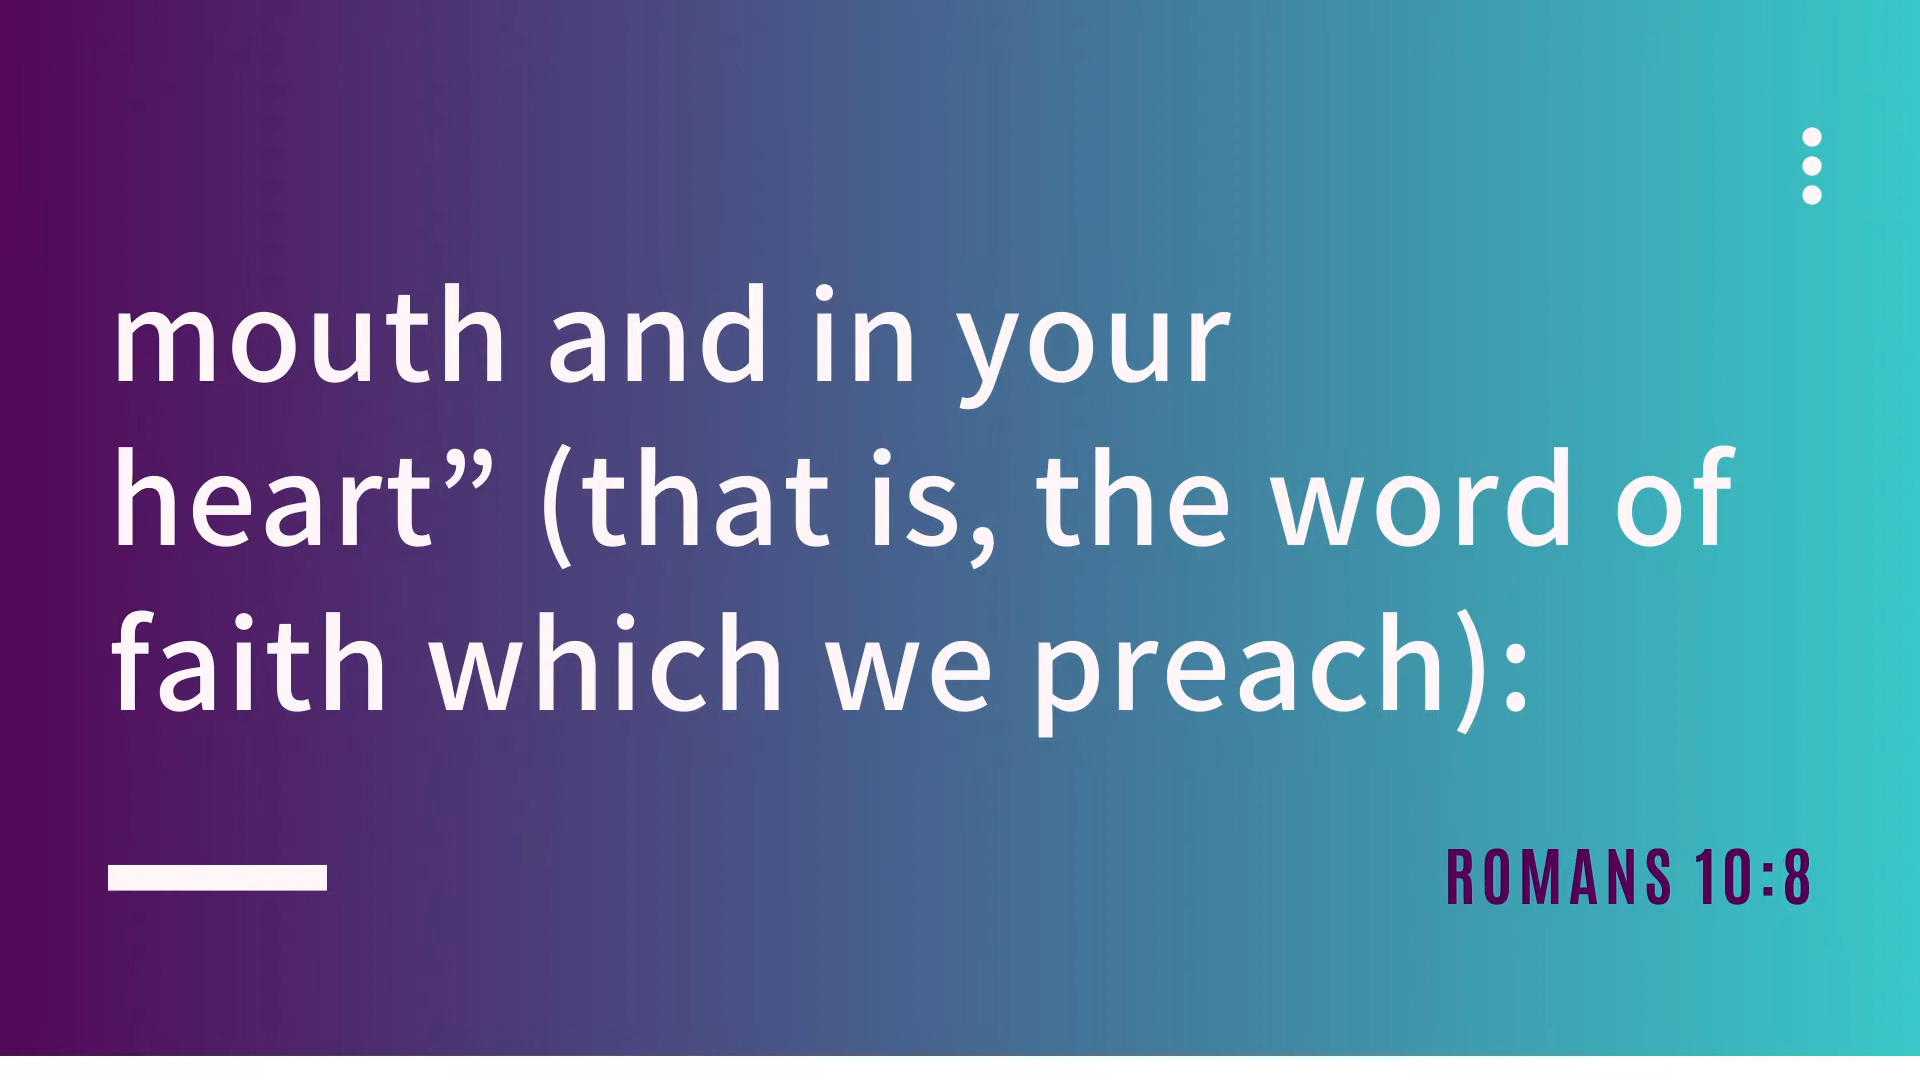 mouth and in your
heart” (that is, the word of
faith which we preach):
ROMANS 10:8